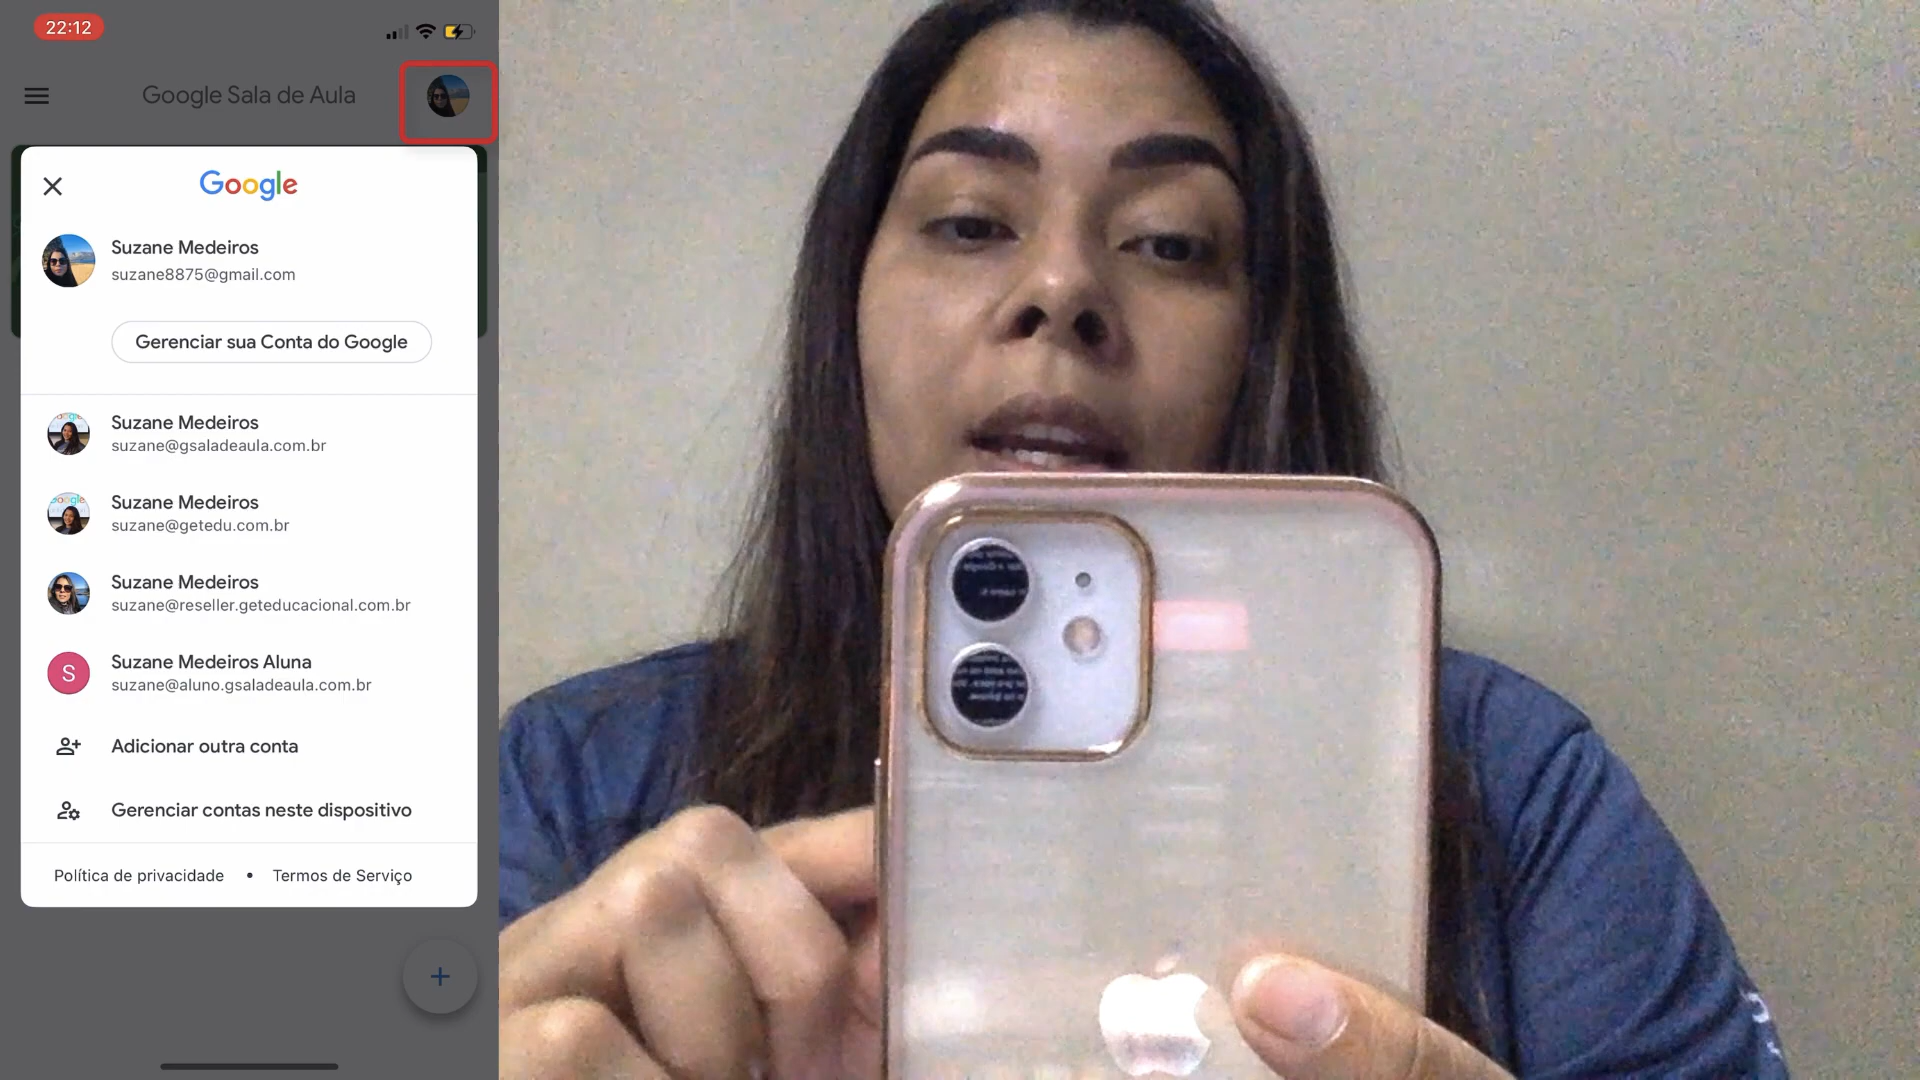 22:12
Google Sala de Aula
Google
Suzane Medeiros
suzane8875@gmail.com
Gerenciar sua Conta do Google
Suzane Medeiros
suzane@gsaladeaula.com.br
Suzane Medeiros
suzane@getedu.com.br
Suzane Medeiros
suzane@reseller.geteducacional.com.br
S
Suzane Medeiros Aluna
suzane@aluno.gsaladeaula.com.br
Adicionar outra conta
Gerenciar contas neste dispositivo
Política de privacidade • Termos de Serviço